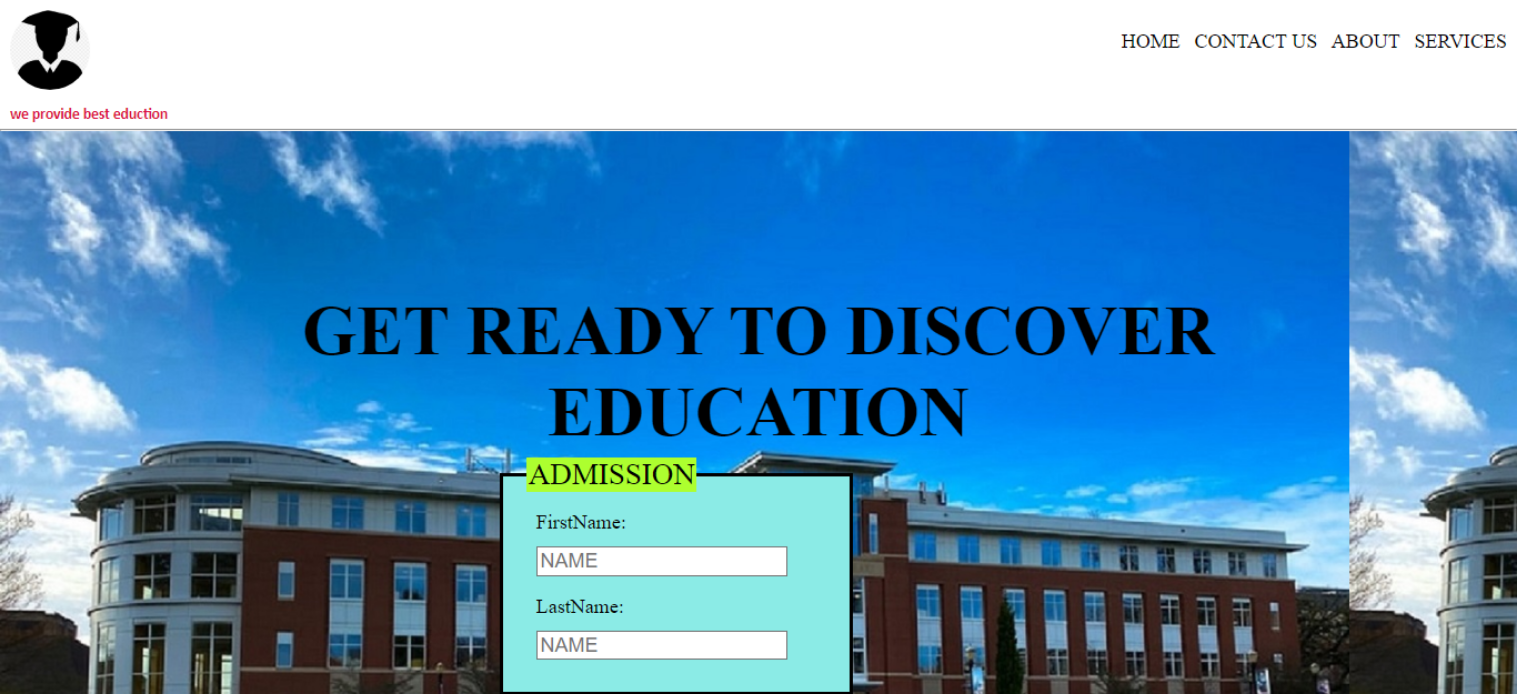 HOME CONTACT US ABOUT SERVICES
we provide best eduction
GET READY TO DISCOVER
EDUCATION
ADMISSION
FirstName:
NAME
LastName:
NAME